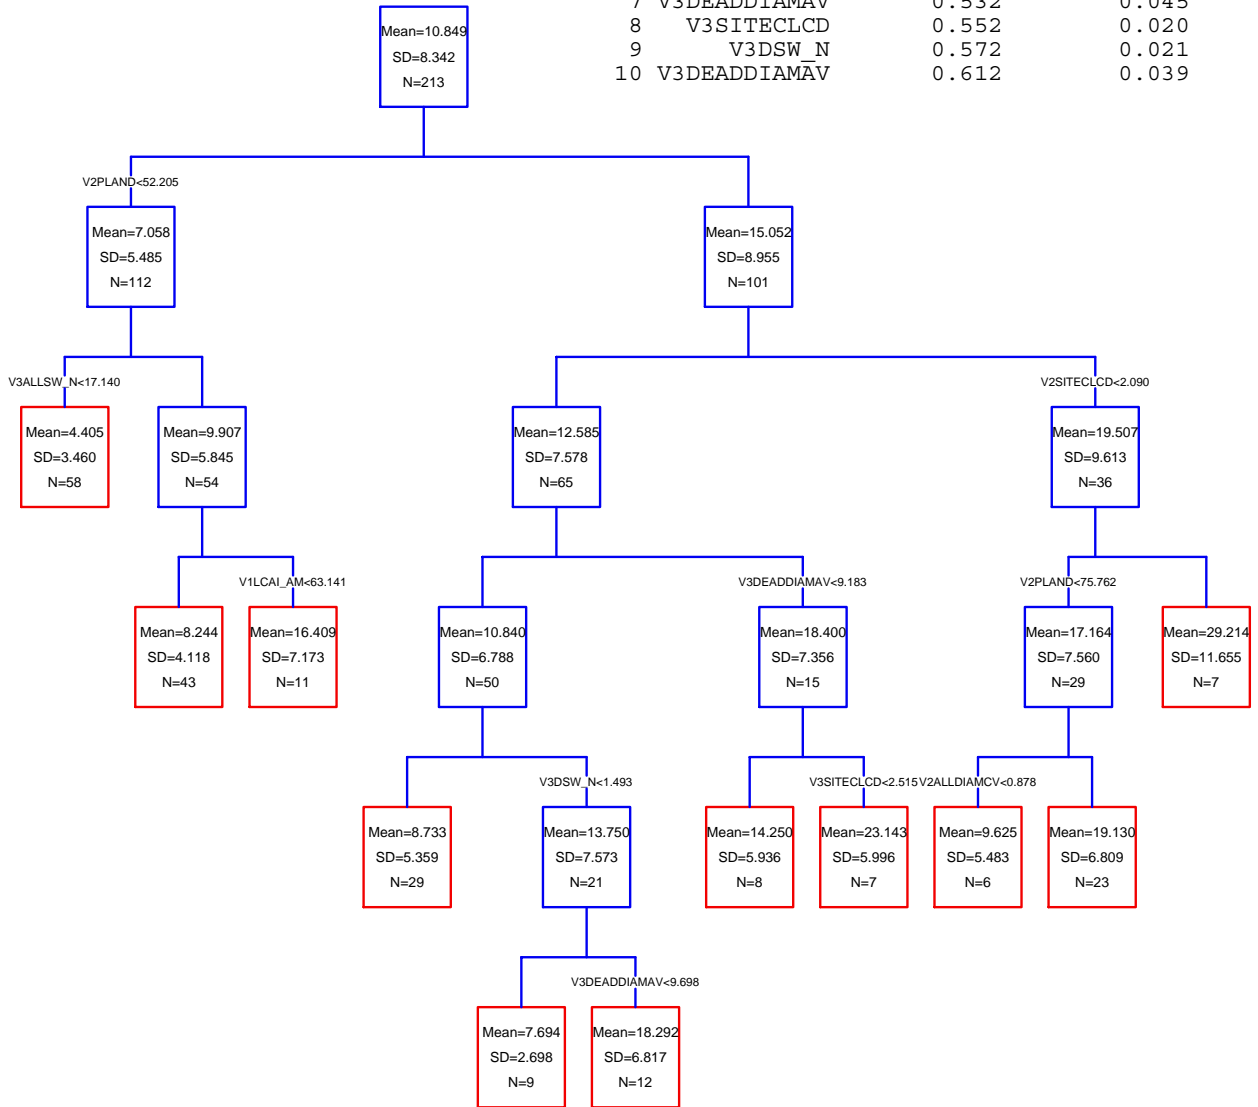 7 V3DEADDIAMAV 0.532 0.045
8 V3SITECLCD 0.552 0.020
9 V3DSW_N 0.572 0.021
10 V3DEADDIAMAV 0.612 0.039
Mean=10.849
SD=8.342
N=213
V2PLAND<52.205
Mean=7.058
SD=5.485
N=112
Mean=15.052
SD=8.955
N=101
V3ALLSW_N<17.140
V2SITECLCD<2.090
Mean=4.405
SD=3.460
N=58
Mean=9.907
SD=5.845
N=54
Mean=12.585
SD=7.578
N=65
Mean=19.507
SD=9.613
N=36
V1LCAI_AM<63.141
V3DEADDIAMAV<9.183
V2PLAND<75.762
Mean=8.244
SD=4.118
N=43
Mean=16.409
SD=7.173
N=11
Mean=10.840
SD=6.788
N=50
Mean=18.400
SD=7.356
N=15
Mean=17.164
SD=7.560
N=29
Mean=29.214
SD=11.655
N=7
V3DSW_N<1.493
V3SITECLCD<2.515
V2ALLDIAMCV<0.878
Mean=8.733
SD=5.359
N=29
Mean=13.750
SD=7.573
N=21
Mean=14.250
SD=5.936
N=8
Mean=23.143
SD=5.996
N=7
Mean=9.625
SD=5.483
N=6
Mean=19.130
SD=6.809
N=23
V3DEADDIAMAV<9.698
Mean=7.694
SD=2.698
N=9
Mean=18.292
SD=6.817
N=12